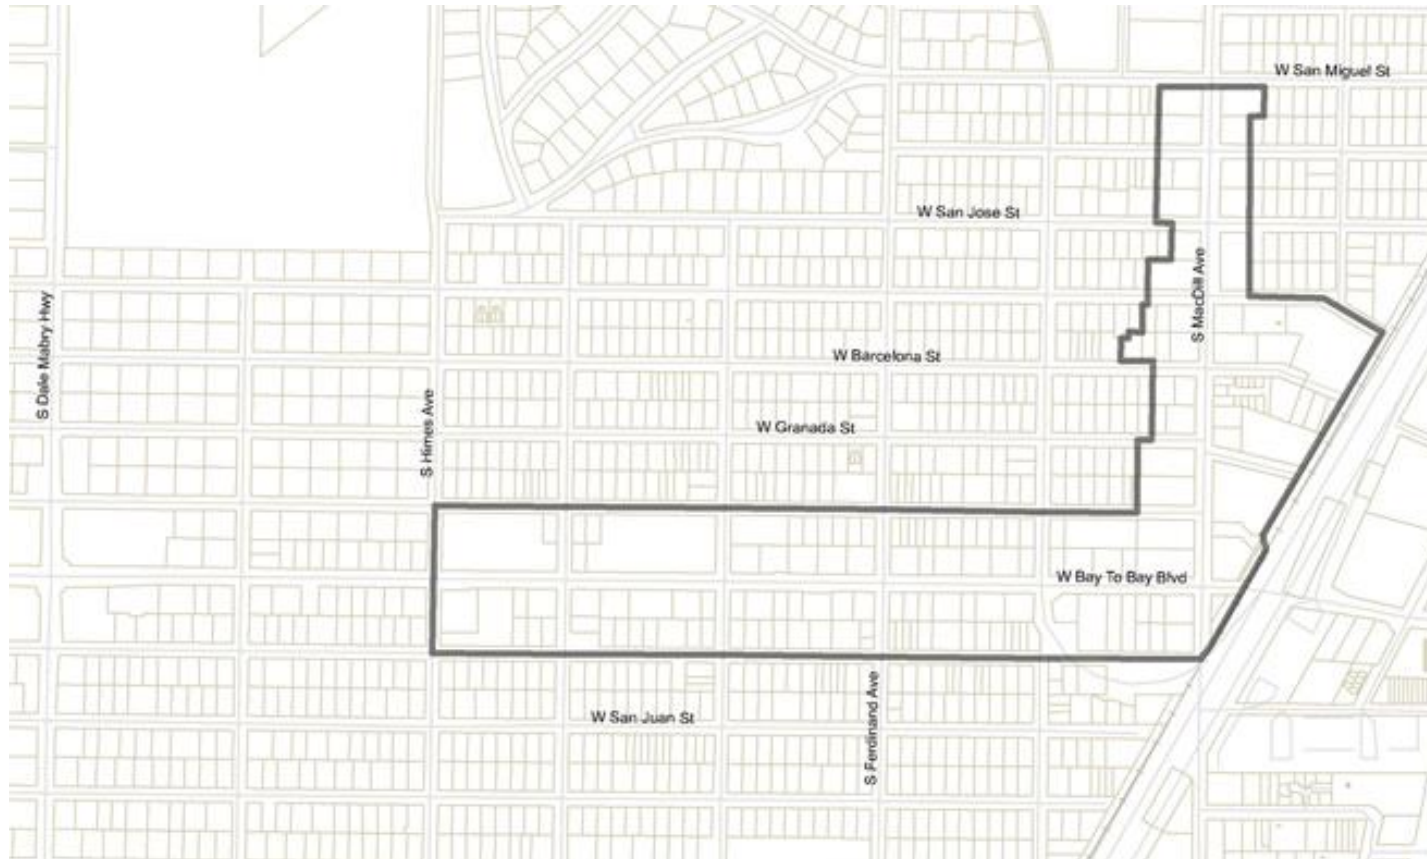 W San Miguel St
W San Jose St
S MacDill Ave
S Dale Mabry Hwy
W Barcelona St
S Himes Ave
W Granada St
W Bay To Bay Blvd
S Ferdinand Ave
W San Juan St